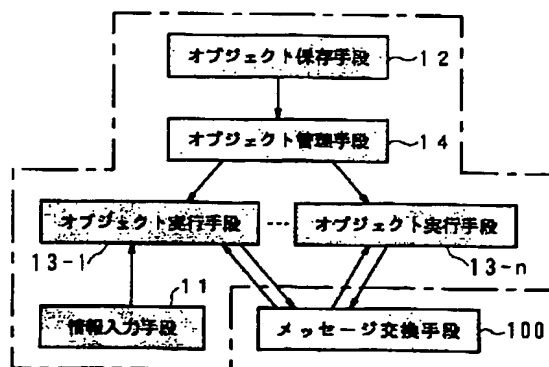 オブジェクト保存手段 12
オブジェクト管理手段 14
オブジェクト実行手段 --- オブジェクト実行手段
13-1 13-n
11
情報入力手段 メッセージ交換手段 100